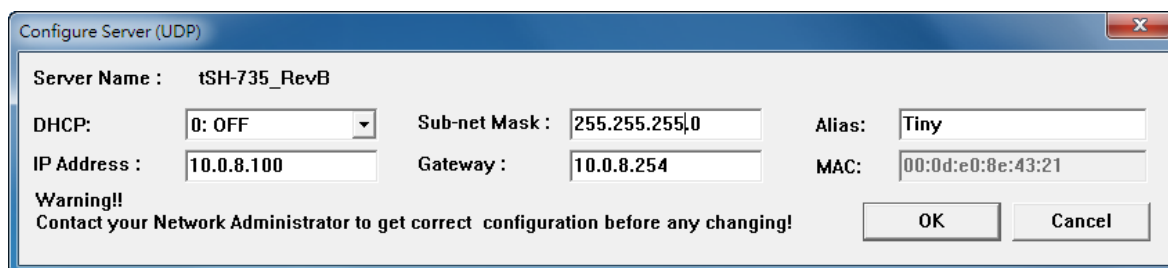 Configure Server (UDP)
x
Server Name : tSH-735_RevB
DHCP: 0: OFF Sub-net Mask : 255.255.255.0 Alias: Tiny
IP Address : 10.0.8.100 Gateway : 10.0.8.254 MAC: 00:0d:e0:8e:43:21
Warning!!
Contact your Network Administrator to get correct configuration before any changing!
OK Cancel